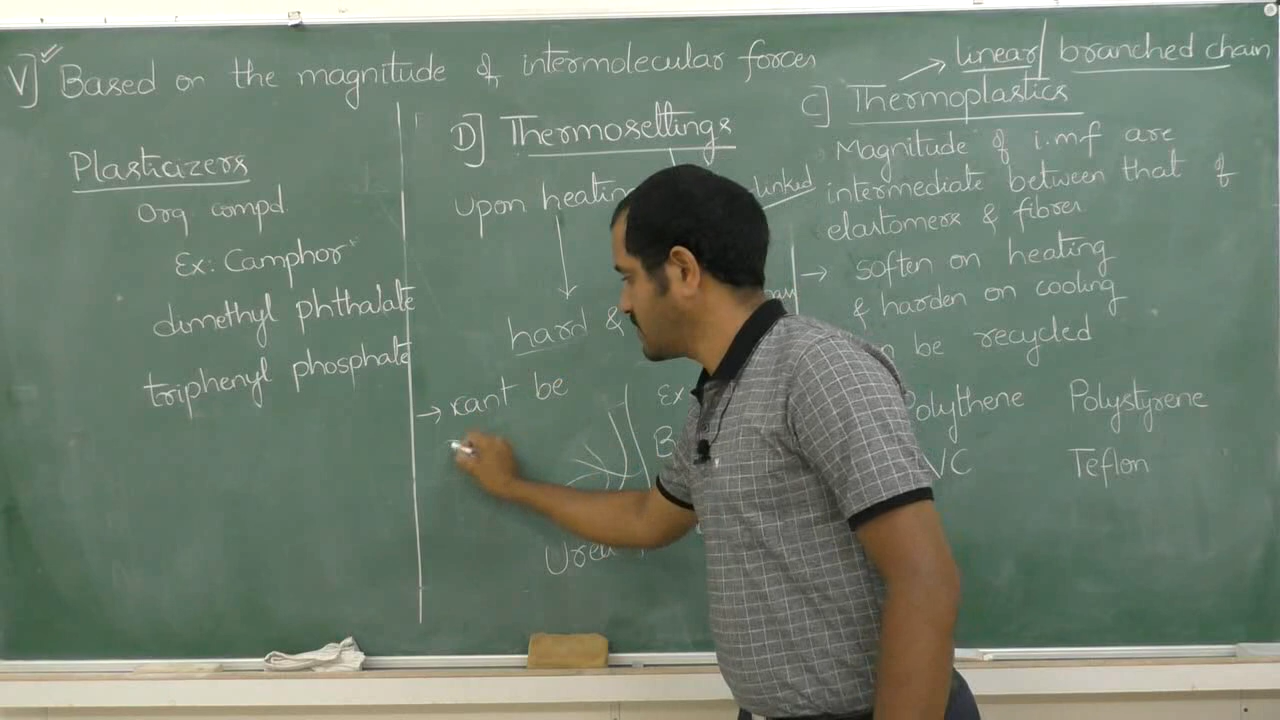 V] Based on the magnitude of intermolecular forces
linear / branched chain
Plasticizers
Org compd
Ex: Camphor
dimethyl phthalate
triphenyl phosphate
D] Thermosettings
Upon heating
linked
hard &
→ can't be
Ex
Urea
C] Thermoplastics
Magnitude of i.m.f are
intermediate between that of
elastomers & fibres
→ soften on heating
& harden on cooling
be recycled
Polythene Polystyrene
VC Teflon